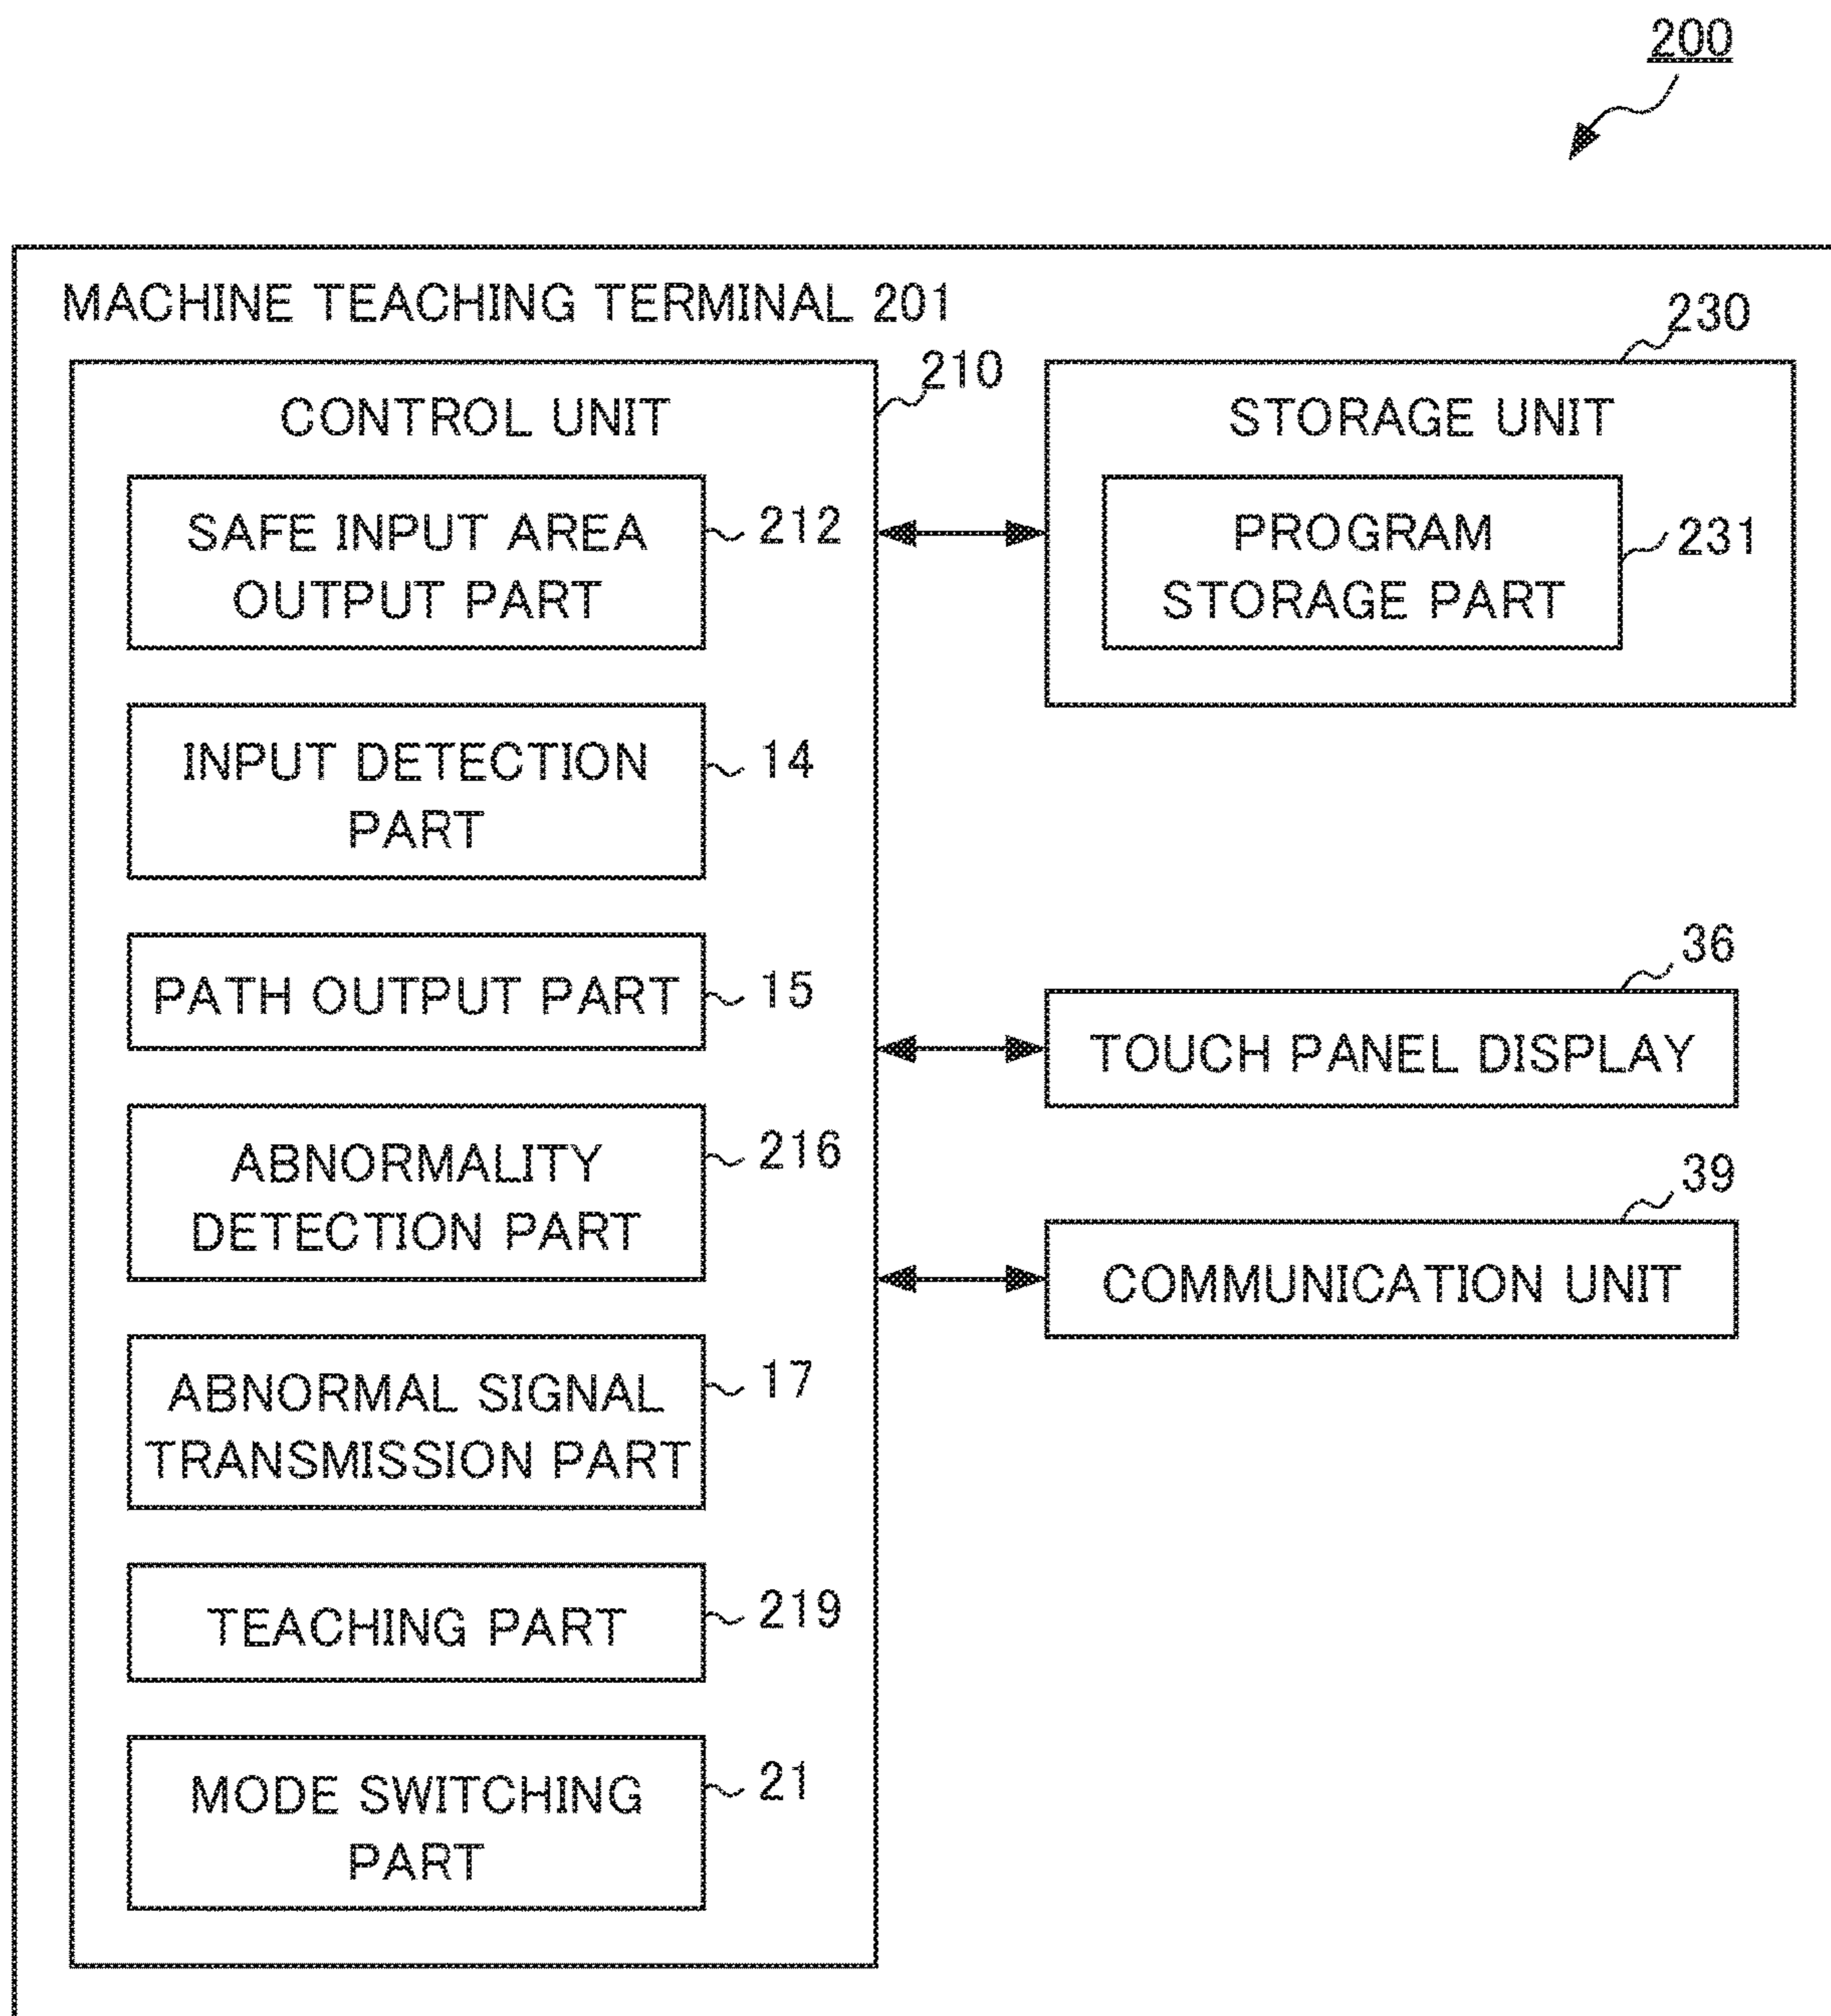 200
MACHINE TEACHING TERMINAL 201
210
CONTROL UNIT
SAFE INPUT AREA
OUTPUT PART
212
INPUT DETECTION
PART
14
PATH OUTPUT PART
15
ABNORMALITY
DETECTION PART
216
ABNORMAL SIGNAL
TRANSMISSION PART
17
TEACHING PART
219
MODE SWITCHING
PART
21
230
STORAGE UNIT
PROGRAM
STORAGE PART
231
36
TOUCH PANEL DISPLAY
39
COMMUNICATION UNIT